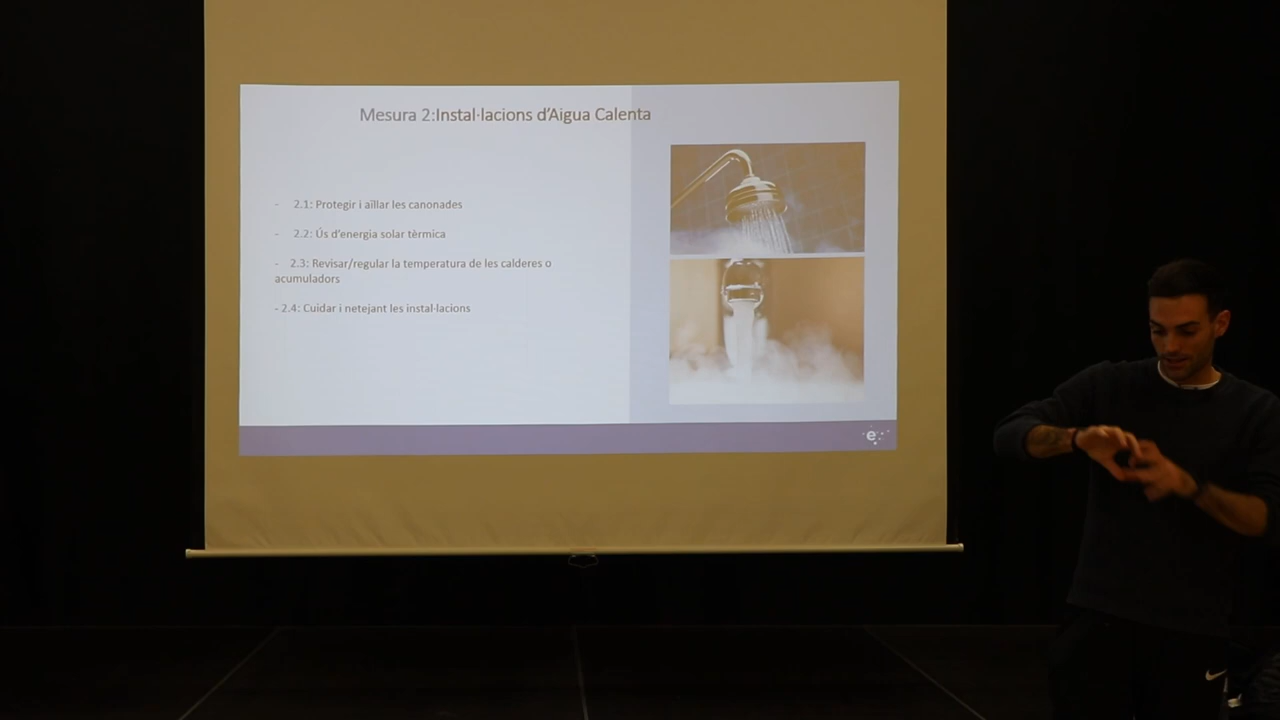 Mesura 2:Instal·lacions d'Aigua Calenta
- 2.1: Protegir i aïllar les canonades
- 2.2: Ús d'energia solar tèrmica
- 2.3: Revisar/regular la temperatura de les calderes o
acumuladors
- 2.4: Cuidar i netejant les instal·lacions
e